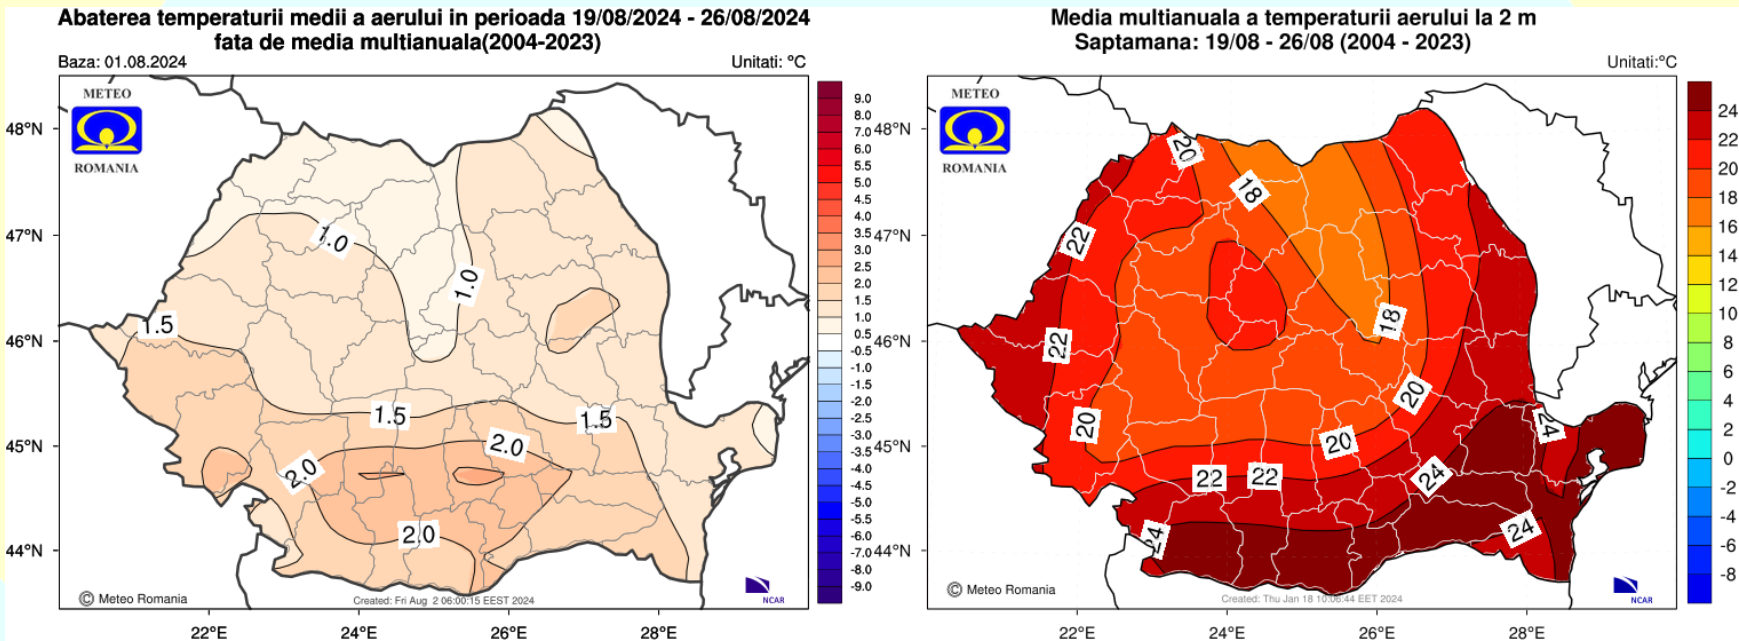 Abaterea temperaturii medii a aerului in perioada 19/08/2024 - 26/08/2024
fata de media multianuala(2004-2023)
Baza: 01.08.2024
Unitati: °C
METEO
ROMANIA
48°N
47°N
46°N
45°N
44°N
1.0
1.0
1.5
1.5
1.5
2.0
2.0
2.0
© Meteo Romania
Created: Fri Aug 2 06:00:15 EEST 2024
NCAR
22°E
24°E
26°E
28°E
9.0
8.0
7.0
6.0
5.5
5.0
4.5
4.0
3.5
3.0
2.5
2.0
1.5
1.0
0.5
-0.5
-1.0
-1.5
-2.0
-2.5
-3.0
-3.5
-4.0
-4.5
-5.0
-5.5
-6.0
-7.0
-8.0
-9.0
Media multianuala a temperaturii aerului la 2 m
Saptamana: 19/08 - 26/08 (2004 - 2023)
Unitati:°C
METEO
ROMANIA
48°N
47°N
46°N
45°N
44°N
20
18
22
18
22
20
20
24
20
22
22
24
24
24
© Meteo Romania
Created: Thu Jan 18 10:06:44 EET 2024
NCAR
22°E
24°E
26°E
28°E
24
22
20
18
16
14
12
10
8
6
4
2
0
-2
-4
-6
-8